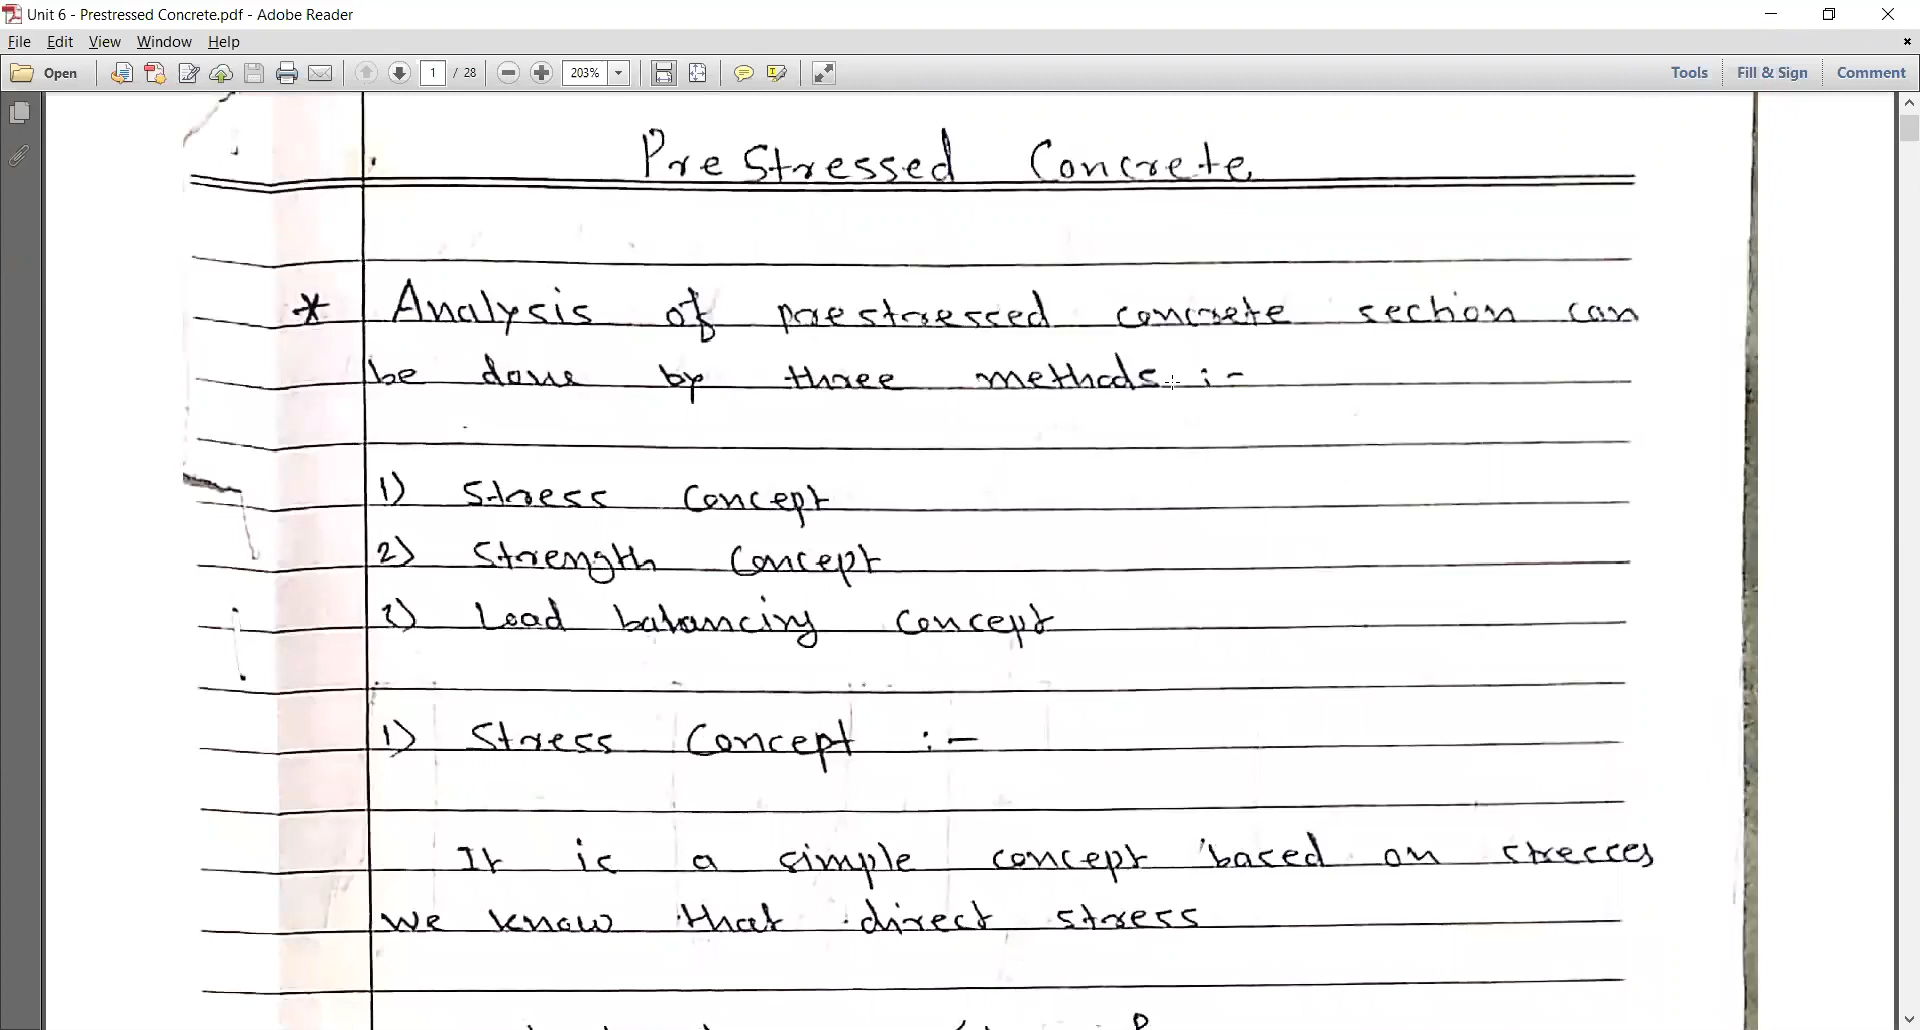 Unit 6 - Prestressed Concrete.pdf - Adobe Reader
File Edit View Window Help
Open 1 / 28 203% Tools Fill & Sign Comment
PreStressed Concrete
* Analysis of prestressed concrete section can
be done by three methods :-
1) Stress Concept
2) Strength Concept
3) Load balancing concept
1) Stress Concept :-
It is a simple concept based on stresses
we know that direct stress